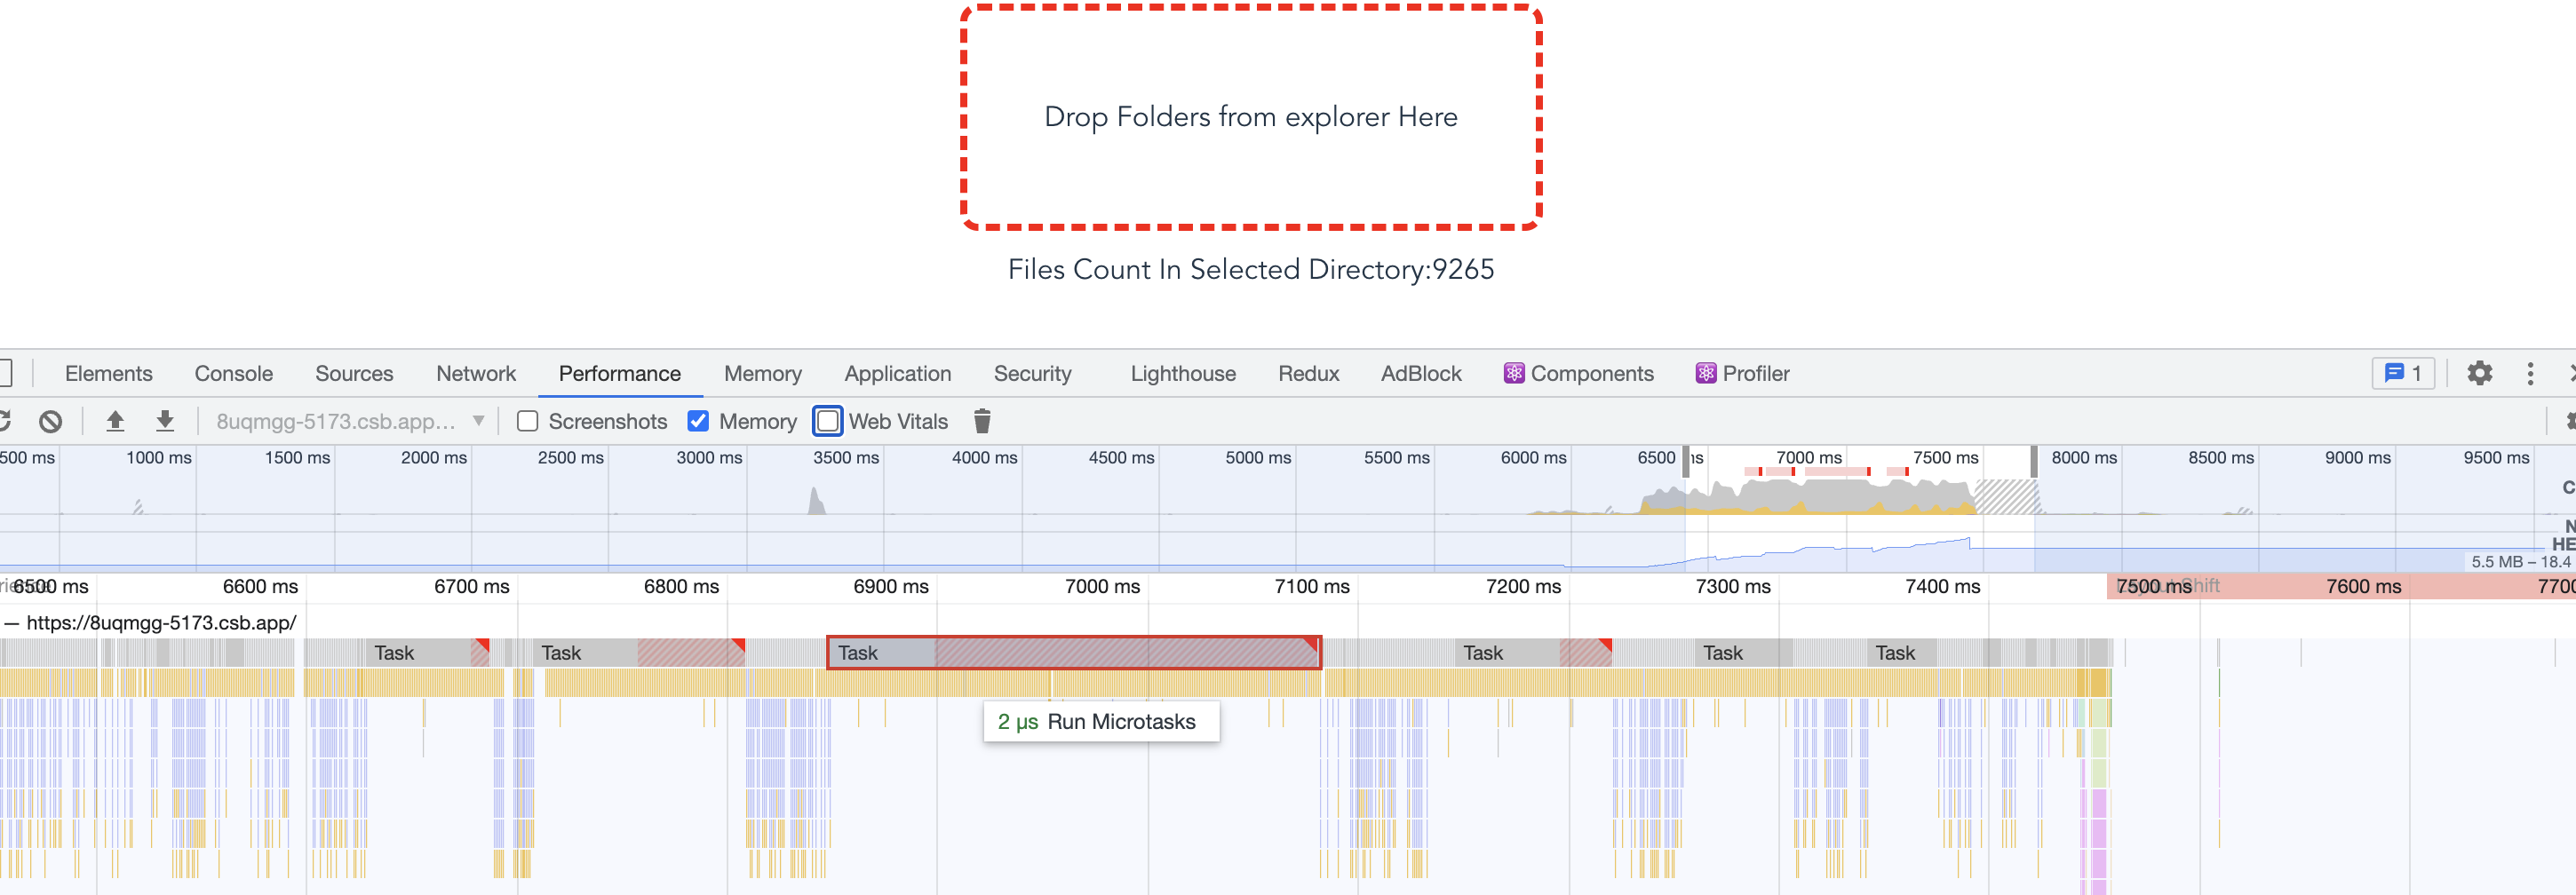 Drop Folders from explorer Here
Files Count In Selected Directory:9265
Elements Console Sources Network Performance Memory Application Security Lighthouse Redux AdBlock Components Profiler 1
8uqmgg-5173.csb.app… Screenshots Memory Web Vitals
500 ms 1000 ms 1500 ms 2000 ms 2500 ms 3000 ms 3500 ms 4000 ms 4500 ms 5000 ms 5500 ms 6000 ms 6500 ms 7000 ms 7500 ms 8000 ms 8500 ms 9000 ms 9500 ms
C
N
HE
5.5 MB – 18.4
6500 ms 6600 ms 6700 ms 6800 ms 6900 ms 7000 ms 7100 ms 7200 ms 7300 ms 7400 ms 7500 ms 7600 ms 7700
— https://8uqmgg-5173.csb.app/
Task Task Task Task Task Task
2 μs Run Microtasks